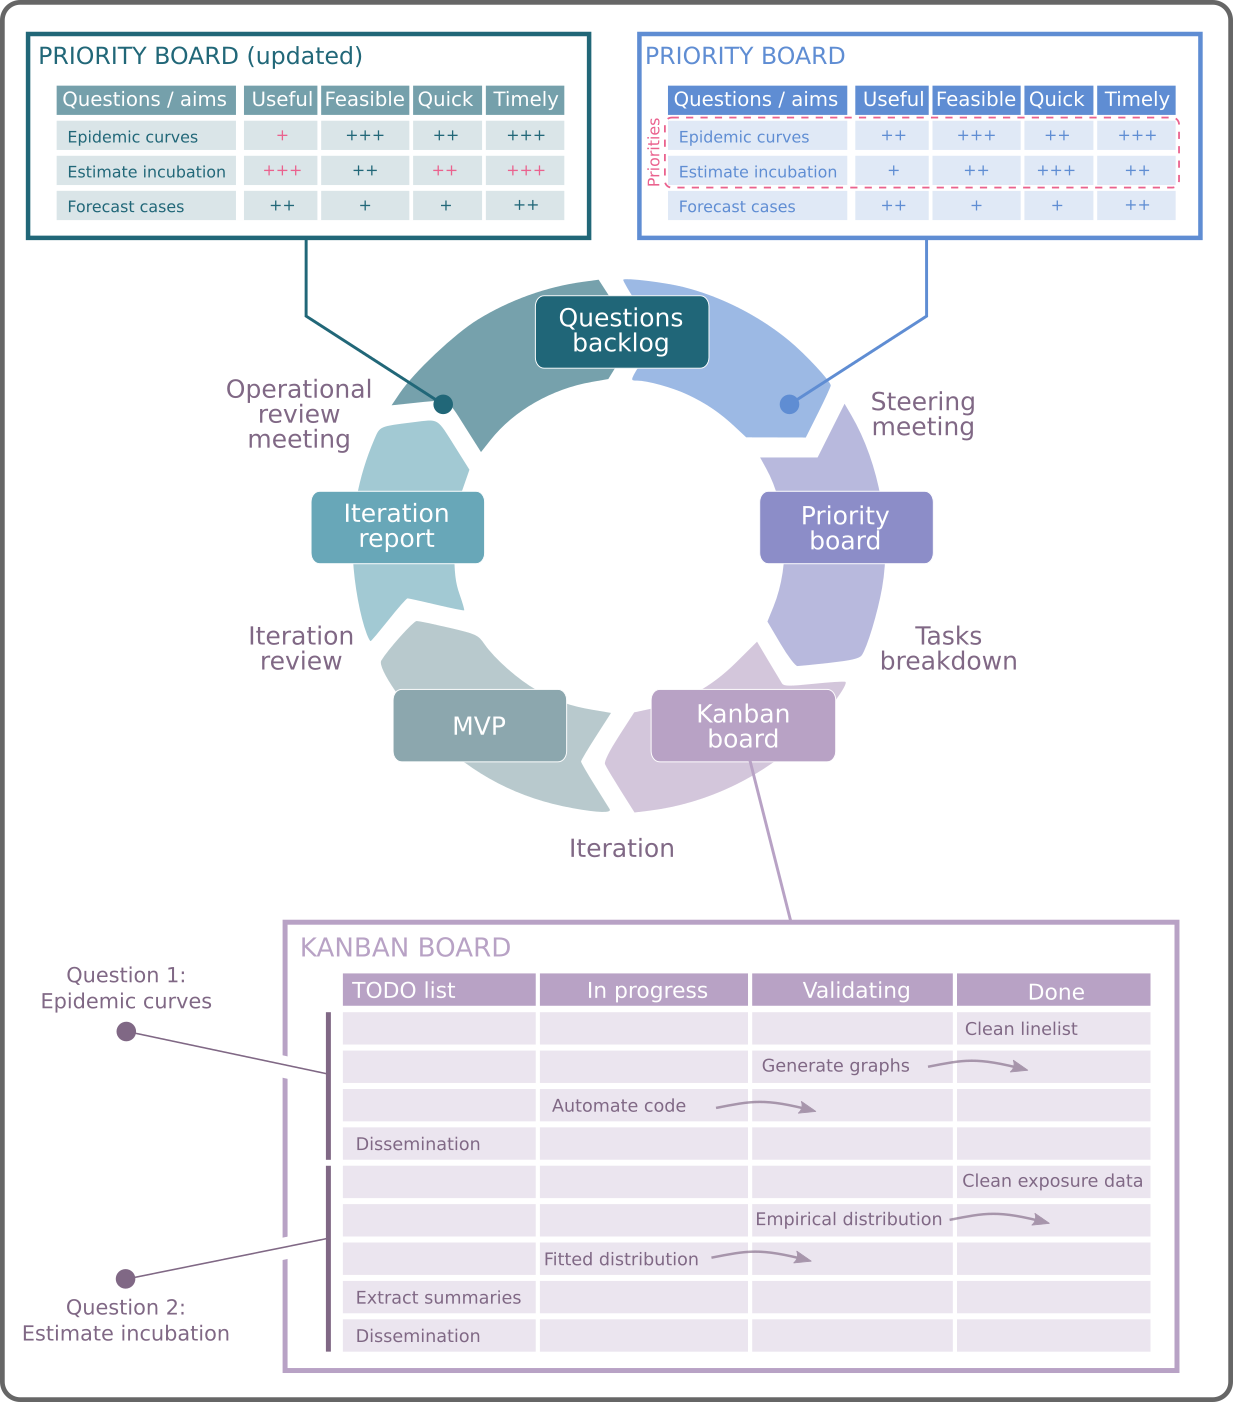 PRIORITY BOARD (updated)
Questions / aims Useful Feasible Quick Timely
Epidemic curves + +++ ++ +++
Estimate incubation +++ ++ ++ +++
Forecast cases ++ + + ++
PRIORITY BOARD
Questions / aims Useful Feasible Quick Timely
Priorities
Epidemic curves ++ +++ ++ +++
Estimate incubation + ++ +++ ++
Forecast cases ++ + + ++
Questions
backlog
Operational
review
meeting
Steering
meeting
Iteration
report
Priority
board
Iteration
review
Tasks
breakdown
MVP
Kanban
board
Iteration
KANBAN BOARD
Question 1:
Epidemic curves
TODO list In progress Validating Done
Clean linelist
Generate graphs
Automate code
Dissemination
Clean exposure data
Empirical distribution
Fitted distribution
Extract summaries
Dissemination
Question 2:
Estimate incubation